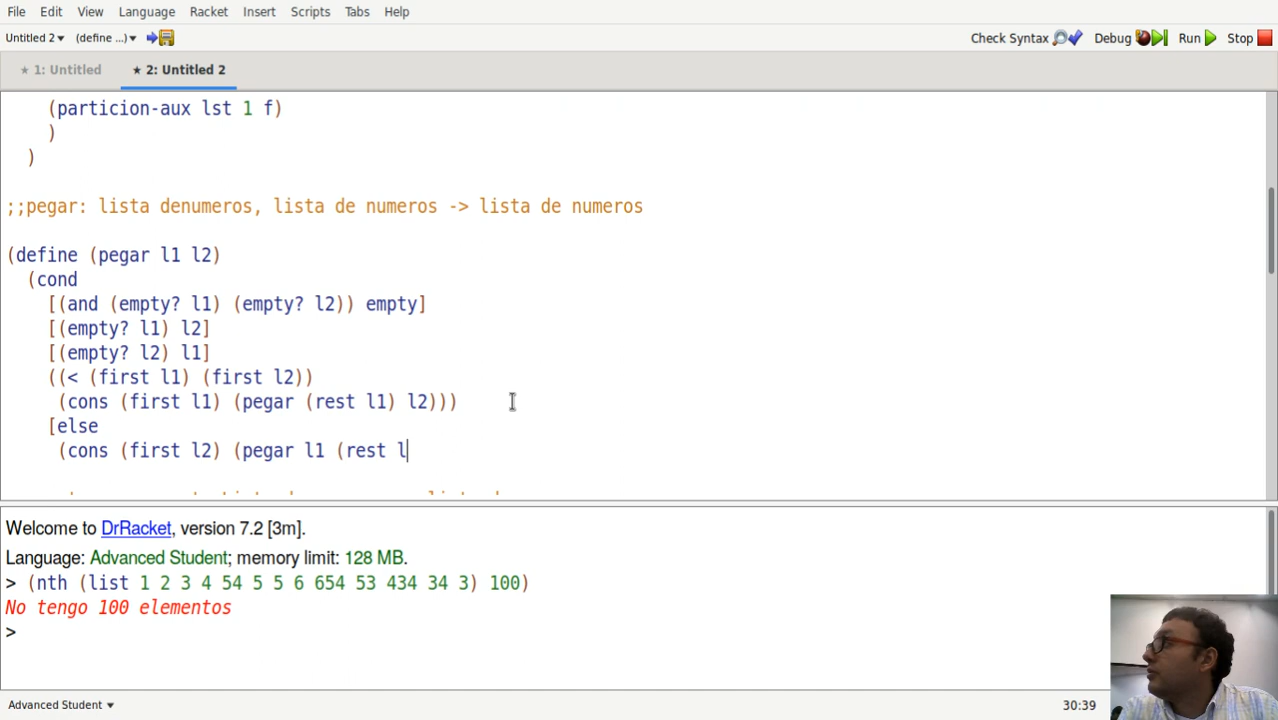 File Edit View Language Racket Insert Scripts Tabs Help
Untitled 2 (define ...) Check Syntax Debug Run Stop
1: Untitled 2: Untitled 2
(particion-aux lst 1 f)
)
)
;;pegar: lista denumeros, lista de numeros -> lista de numeros
(define (pegar l1 l2)
(cond
[(and (empty? l1) (empty? l2)) empty]
[(empty? l1) l2]
[(empty? l2) l1]
((< (first l1) (first l2))
(cons (first l1) (pegar (rest l1) l2)))
[else
(cons (first l2) (pegar l1 (rest l
Welcome to DrRacket, version 7.2 [3m].
Language: Advanced Student; memory limit: 128 MB.
> (nth (list 1 2 3 4 54 5 5 6 654 53 434 34 3) 100)
No tengo 100 elementos
>
Advanced Student 30:39